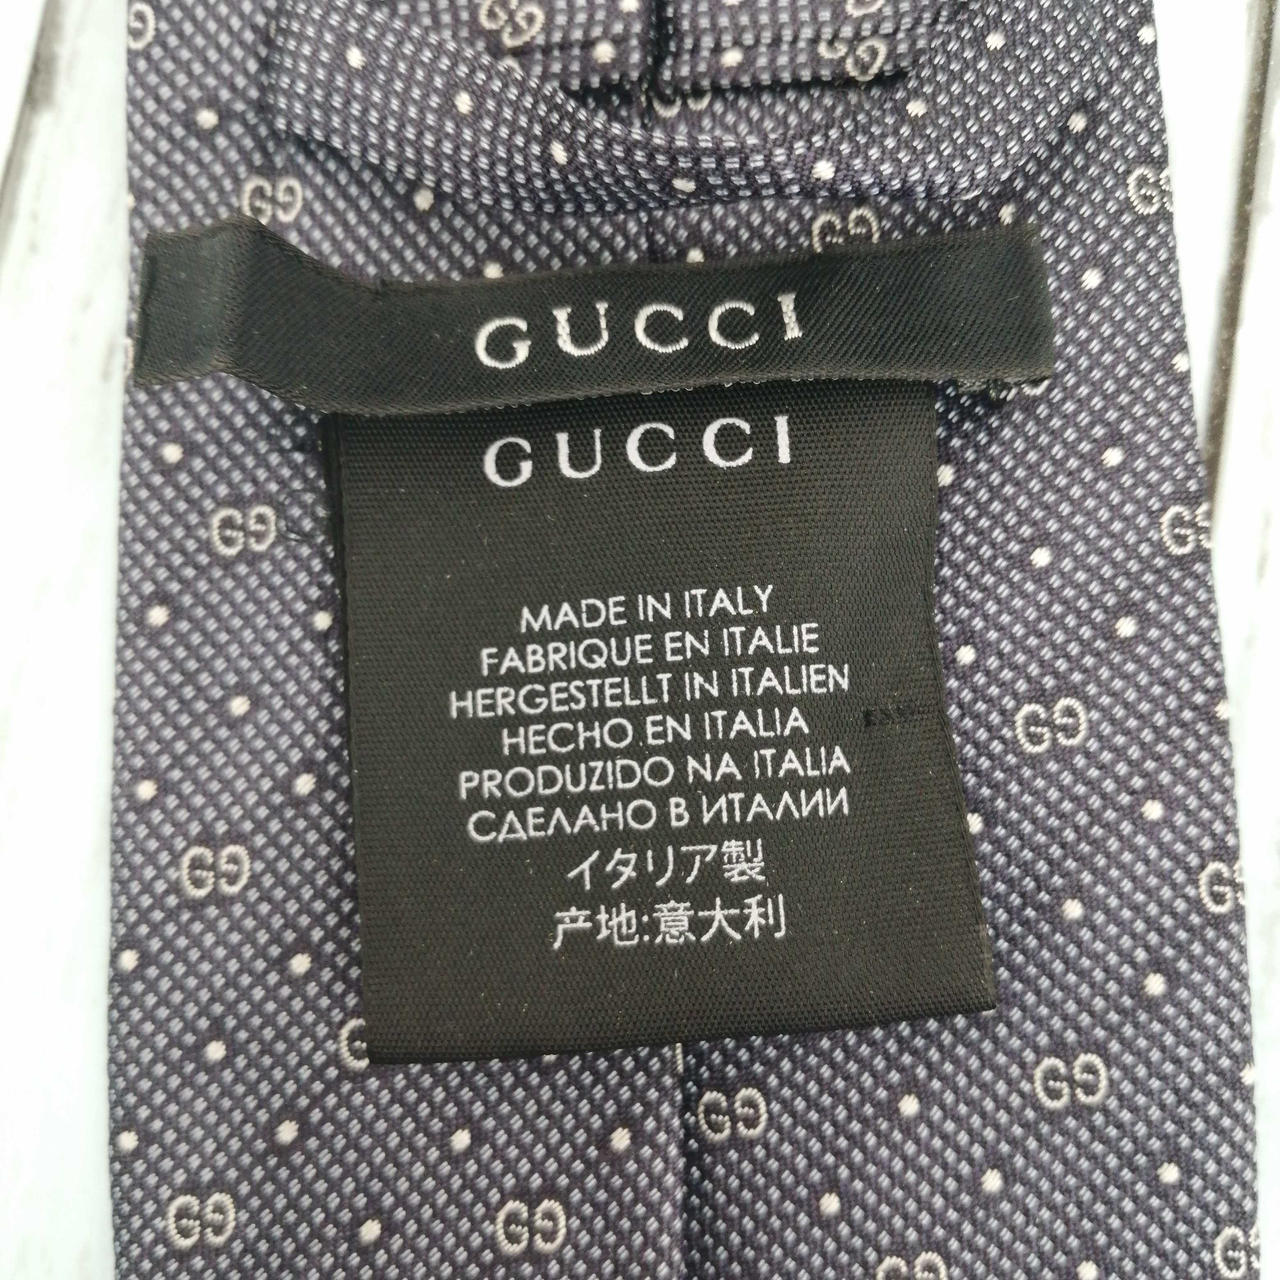 GUCCI
GUCCI
MADE IN ITALY
FABRIQUE EN ITALIE
HERGESTELLT IN ITALIEN
HECHO EN ITALIA
PRODUZIDO NA ITALIA
СДЕЛАНО В ИТАЛИИ
イタリア製
产地:意大利